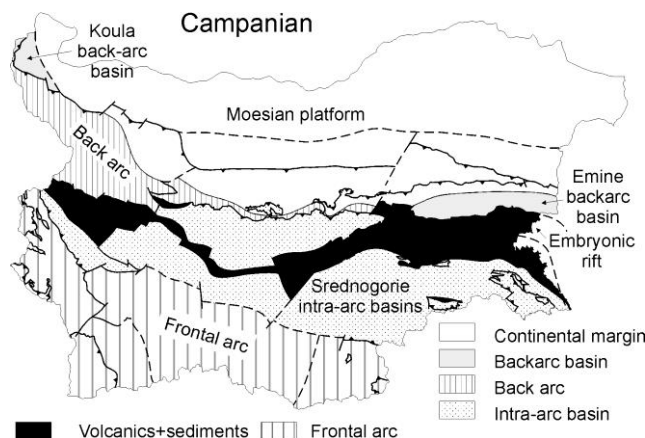 Campanian
Koula
back-arc
basin
Moesian platform
Back arc
Emine
backarc
basin
Embryonic
rift
Srednogorie
intra-arc basins
Frontal arc
Continental margin
Backarc basin
Back arc
Intra-arc basin
Volcanics+sediments
Frontal arc